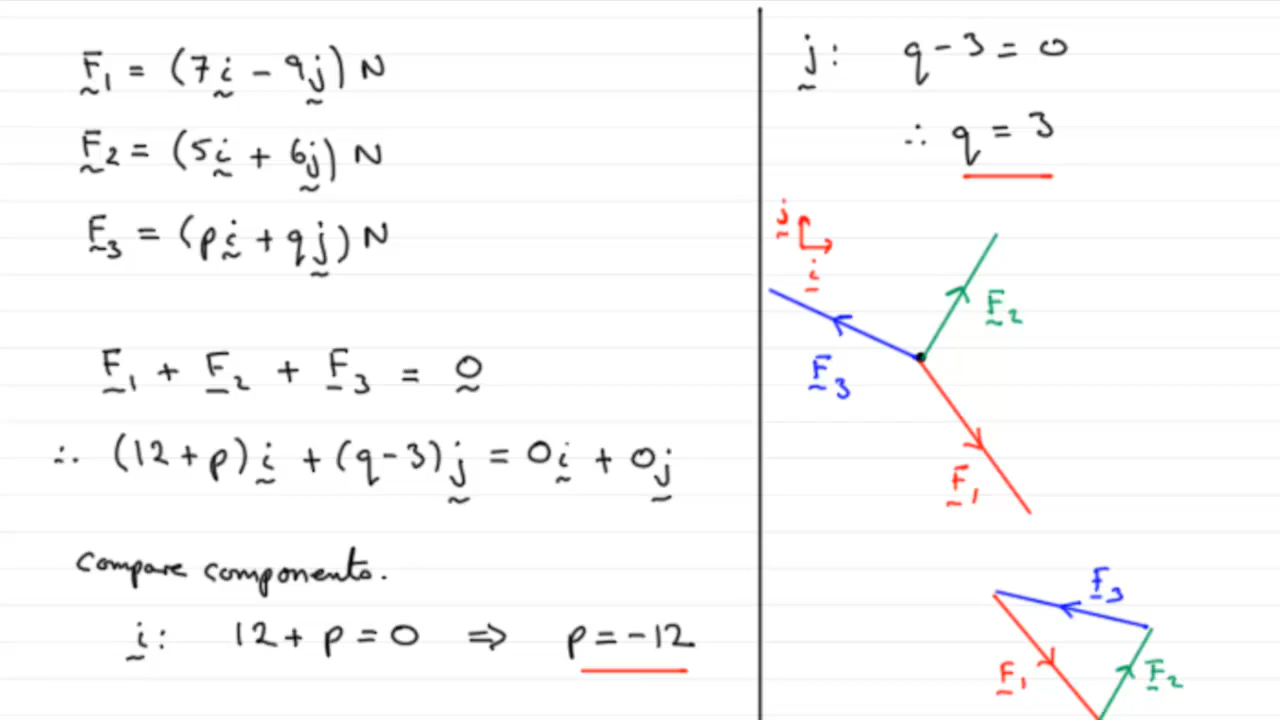 F₁ = (7i − 9j) N
F₂ = (5i + 6j) N
F₃ = (pi + qj) N
F₁ + F₂ + F₃ = 0
∴ (12 + p)i + (q − 3)j = 0i + 0j
Compare components.
i: 12 + p = 0 ⇒ p = −12
j: q − 3 = 0
∴ q = 3
j
i
F₂
F₃
F₁
F₃
F₁
F₂